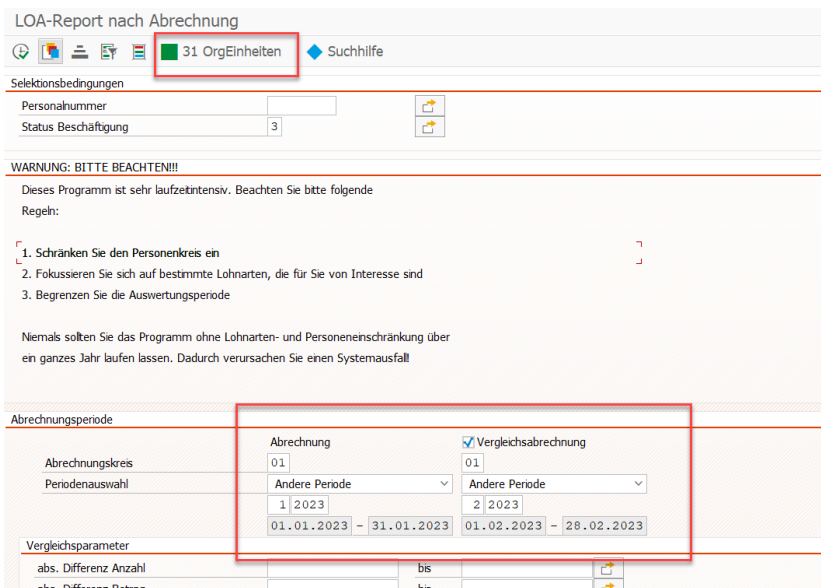 LOA-Report nach Abrechnung
31 OrgEinheiten Suchhilfe
Selektionsbedingungen
Personalnummer
Status Beschäftigung 3
WARNUNG: BITTE BEACHTEN!!!
Dieses Programm ist sehr laufzeitintensiv. Beachten Sie bitte folgende
Regeln:
1. Schränken Sie den Personenkreis ein
2. Fokussieren Sie sich auf bestimmte Lohnarten, die für Sie von Interesse sind
3. Begrenzen Sie die Auswertungsperiode
Niemals sollten Sie das Programm ohne Lohnarten- und Personeneinschränkung über
ein ganzes Jahr laufen lassen. Dadurch verursachen Sie einen Systemausfall!
Abrechnungsperiode
Abrechnung Vergleichsabrechnung
Abrechnungskreis 01 01
Periodenauswahl Andere Periode Andere Periode
1 2023 2 2023
01.01.2023 - 31.01.2023 01.02.2023 - 28.02.2023
Vergleichsparameter
abs. Differenz Anzahl bis
abs. Differenz Betrag bis